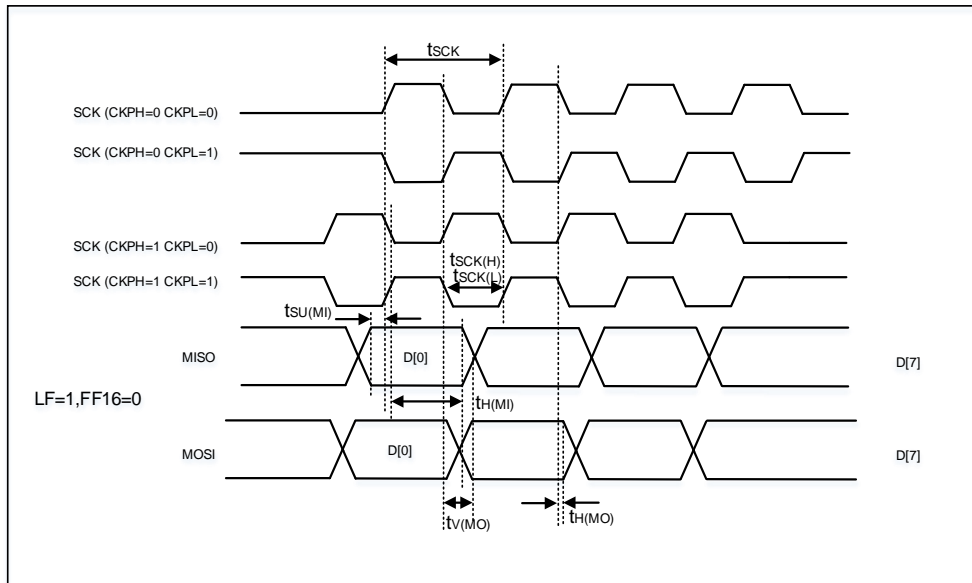 tSCK
SCK (CKPH=0 CKPL=0)
SCK (CKPH=0 CKPL=1)
SCK (CKPH=1 CKPL=0)
tSCK(H)
tSCK(L)
SCK (CKPH=1 CKPL=1)
tSU(MI)
MISO
D[0]
D[7]
LF=1,FF16=0
tH(MI)
MOSI
D[0]
D[7]
tV(MO)
tH(MO)